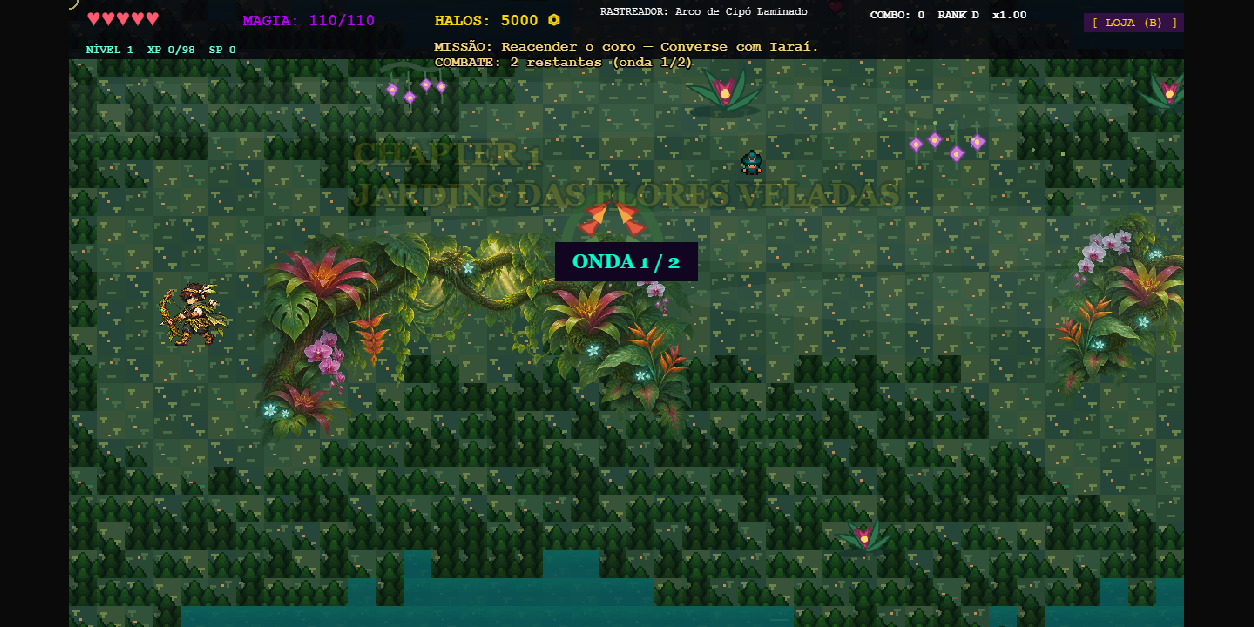 MAGIA: 110/110
HALOS: 5000
RASTREADOR: Arco de Cipó Laminado
COMBO: 0 RANK D x1.00
[ LOJA (B) ]
NÍVEL 1 XP 0/98 SP 0
MISSÃO: Reacender o coro — Converse com Iaraí.
COMBATE: 2 restantes (onda 1/2)
CHAPTER 1
JARDINS DAS FLORES VELADAS
ONDA 1 / 2